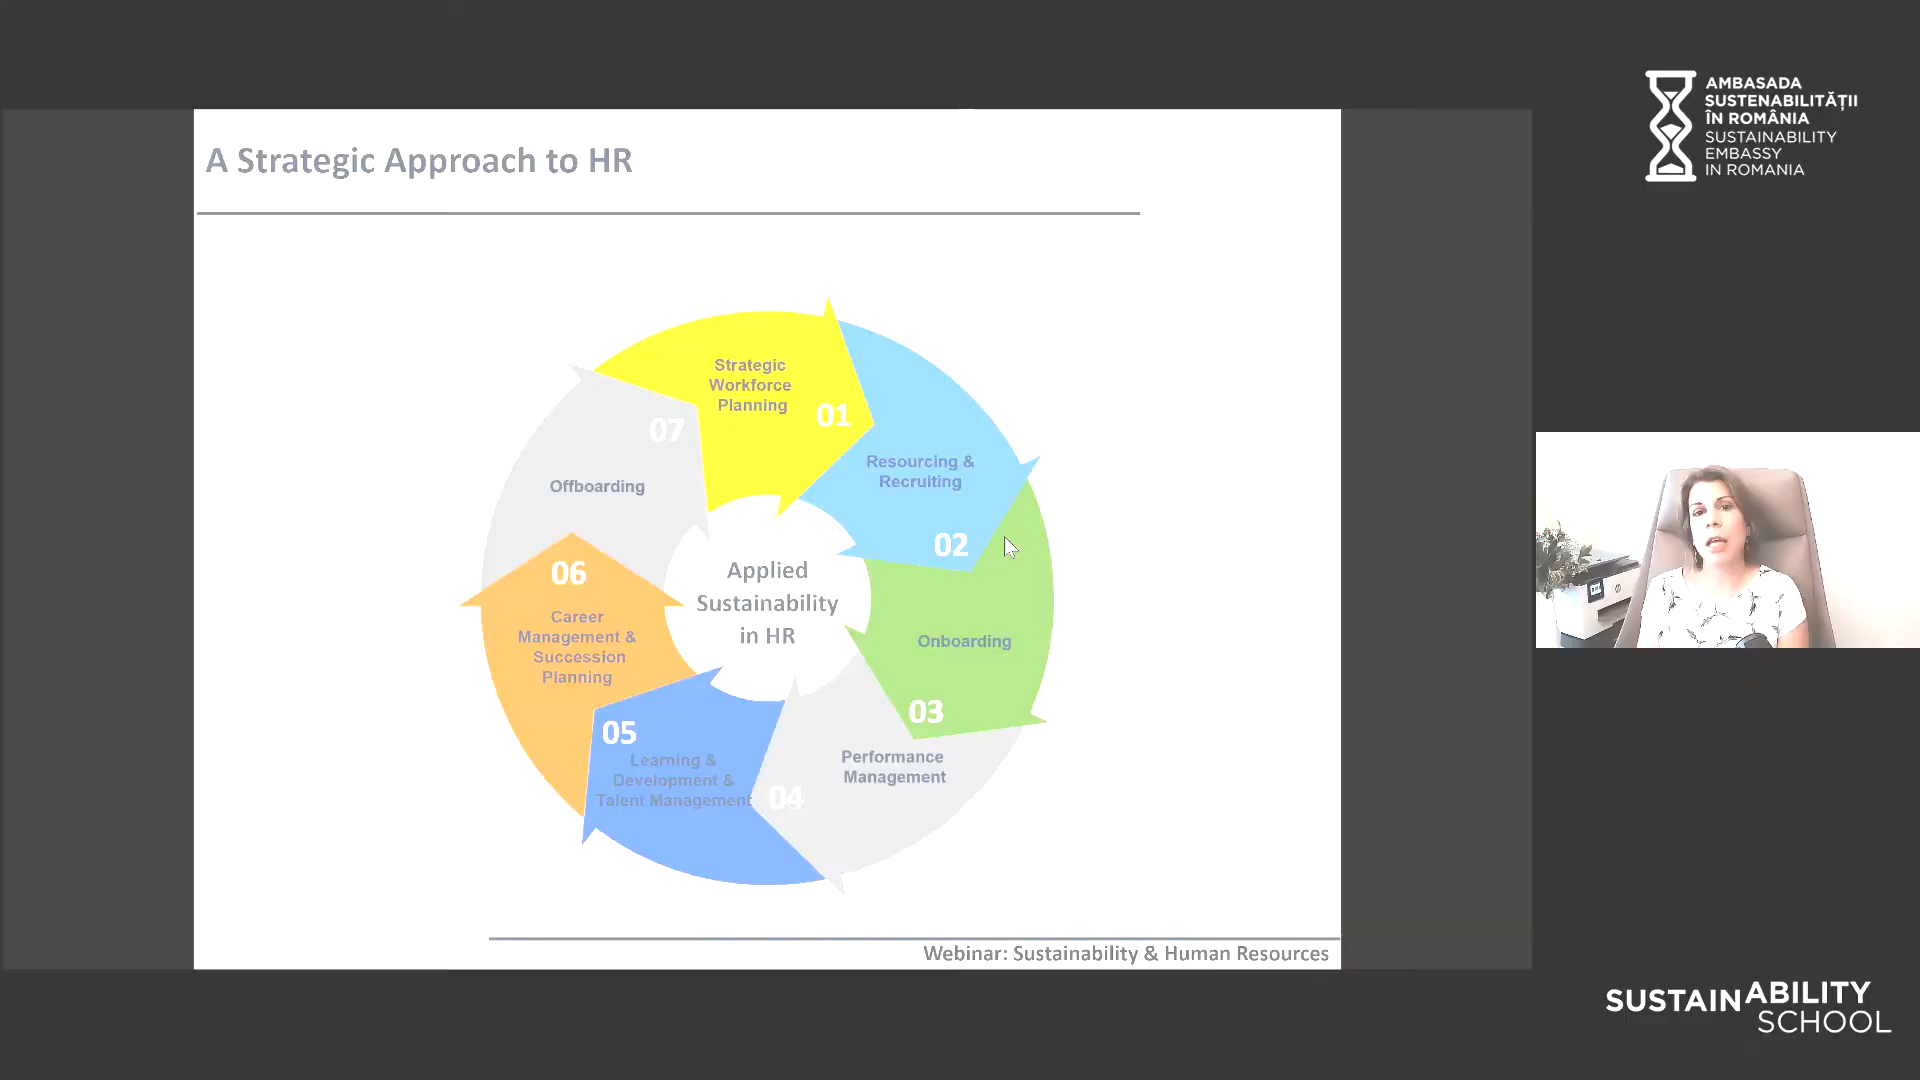 A Strategic Approach to HR
Strategic
Workforce
Planning
01
Resourcing &
Recruiting
02
Onboarding
03
Performance
Management
04
05
Learning &
Development &
Talent Management
06
Career
Management &
Succession
Planning
07
Offboarding
Applied
Sustainability
in HR
Webinar: Sustainability & Human Resources
AMBASADA
SUSTENABILITĂȚII
ÎN ROMÂNIA
SUSTAINABILITY
EMBASSY
IN ROMANIA
SUSTAINABILITY
SCHOOL